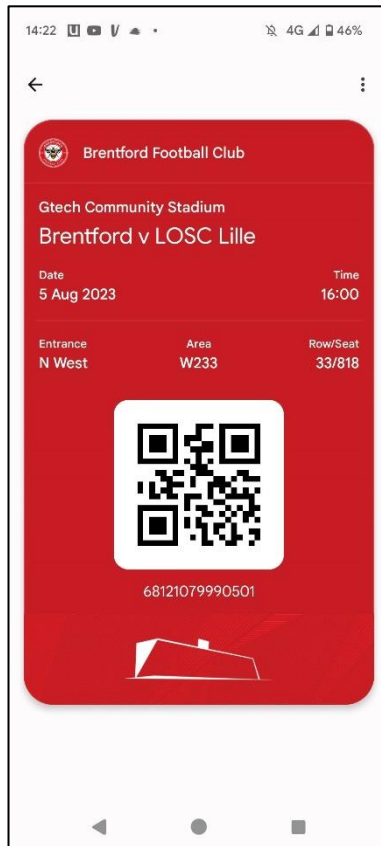 14:22 4G 46%
Brentford Football Club
Gtech Community Stadium
Brentford v LOSC Lille
Date Time
5 Aug 2023 16:00
Entrance Area Row/Seat
N West W233 33/818
68121079990501